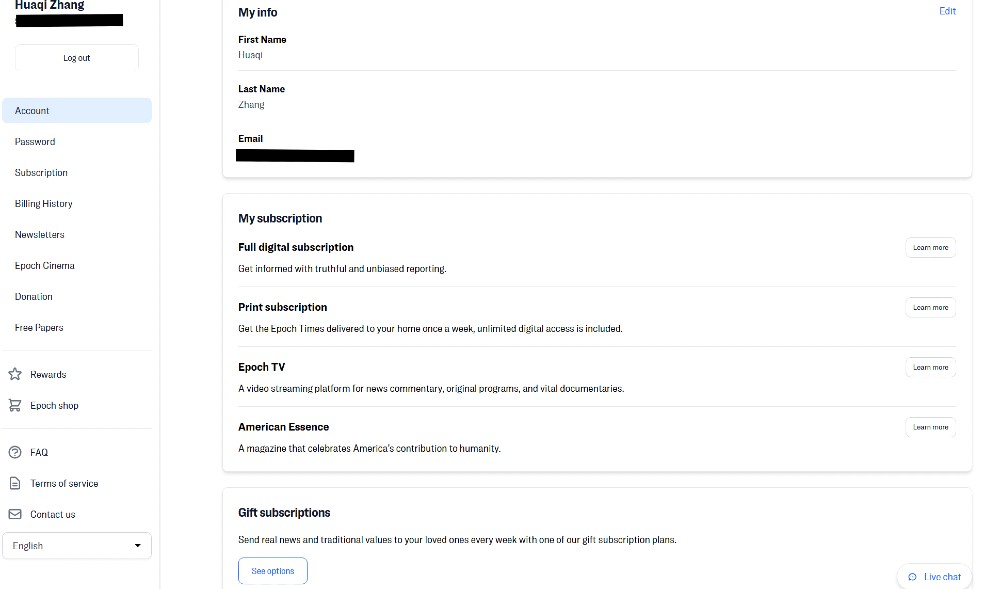 Huaqi Zhang
Log out
Account
Password
Subscription
Billing History
Newsletters
Epoch Cinema
Donation
Free Papers
Rewards
Epoch shop
FAQ
Terms of service
Contact us
English
My info
Edit
First Name
Huaqi
Last Name
Zhang
Email
My subscription
Full digital subscription
Learn more
Get informed with truthful and unbiased reporting.
Print subscription
Learn more
Get the Epoch Times delivered to your home once a week, unlimited digital access is included.
Epoch TV
Learn more
A video streaming platform for news commentary, original programs, and vital documentaries.
American Essence
Learn more
A magazine that celebrates America's contribution to humanity.
Gift subscriptions
Send real news and traditional values to your loved ones every week with one of our gift subscription plans.
See options
Live chat